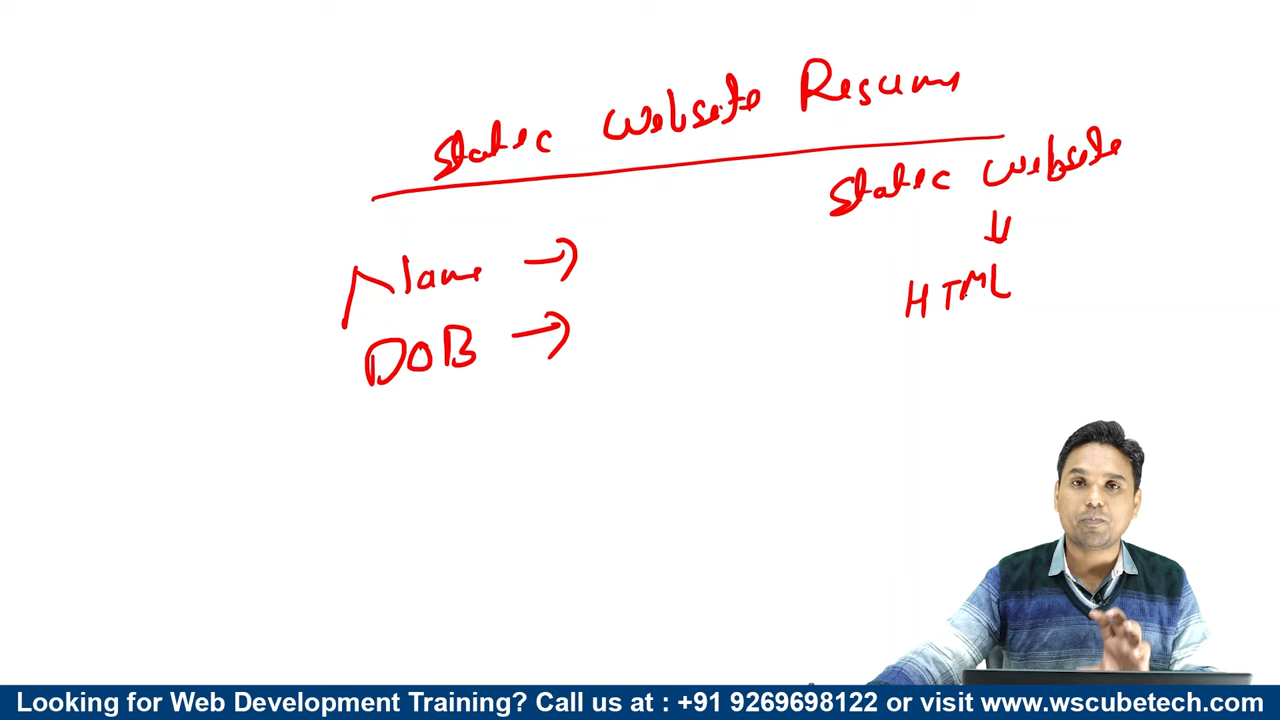 Static Website Resume
Static Website
Name →
HTML
DOB →
Looking for Web Development Training? Call us at : +91 9269698122 or visit www.wscubetech.com